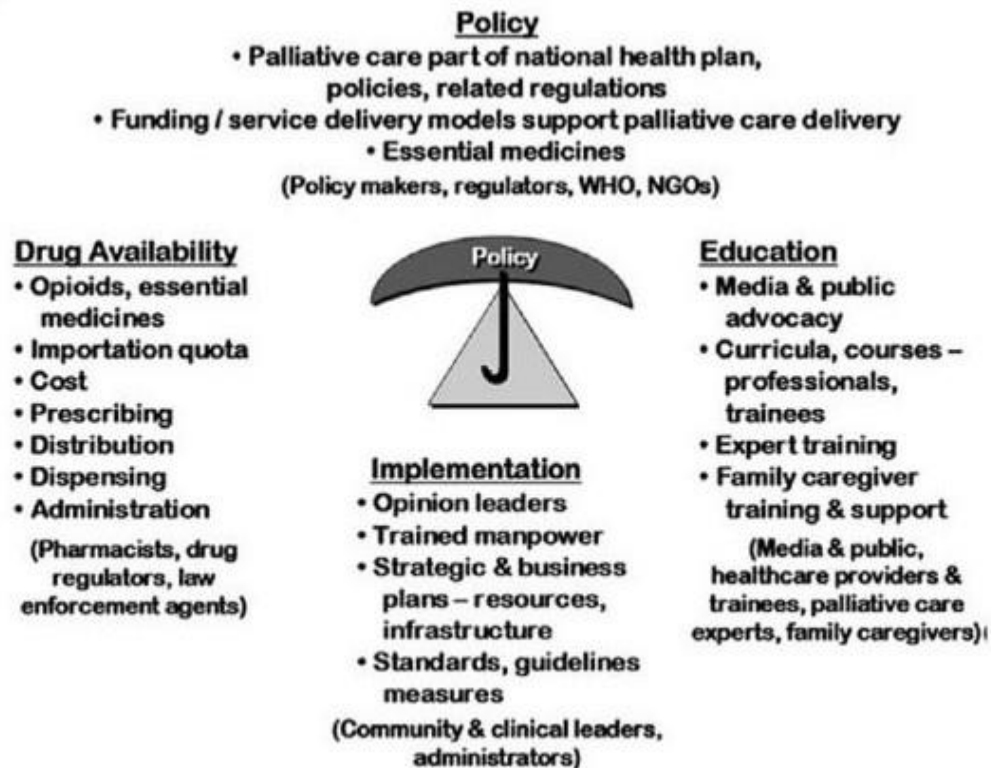 Policy
• Palliative care part of national health plan,
policies, related regulations
• Funding / service delivery models support palliative care delivery
• Essential medicines
(Policy makers, regulators, WHO, NGOs)
Drug Availability
• Opioids, essential
medicines
• Importation quota
• Cost
• Prescribing
• Distribution
• Dispensing
• Administration
(Pharmacists, drug
regulators, law
enforcement agents)
Policy
Implementation
• Opinion leaders
• Trained manpower
• Strategic & business
plans – resources,
infrastructure
• Standards, guidelines
measures
(Community & clinical leaders,
administrators)
Education
• Media & public
advocacy
• Curricula, courses –
professionals,
trainees
• Expert training
• Family caregiver
training & support
(Media & public,
healthcare providers &
trainees, palliative care
experts, family caregivers)